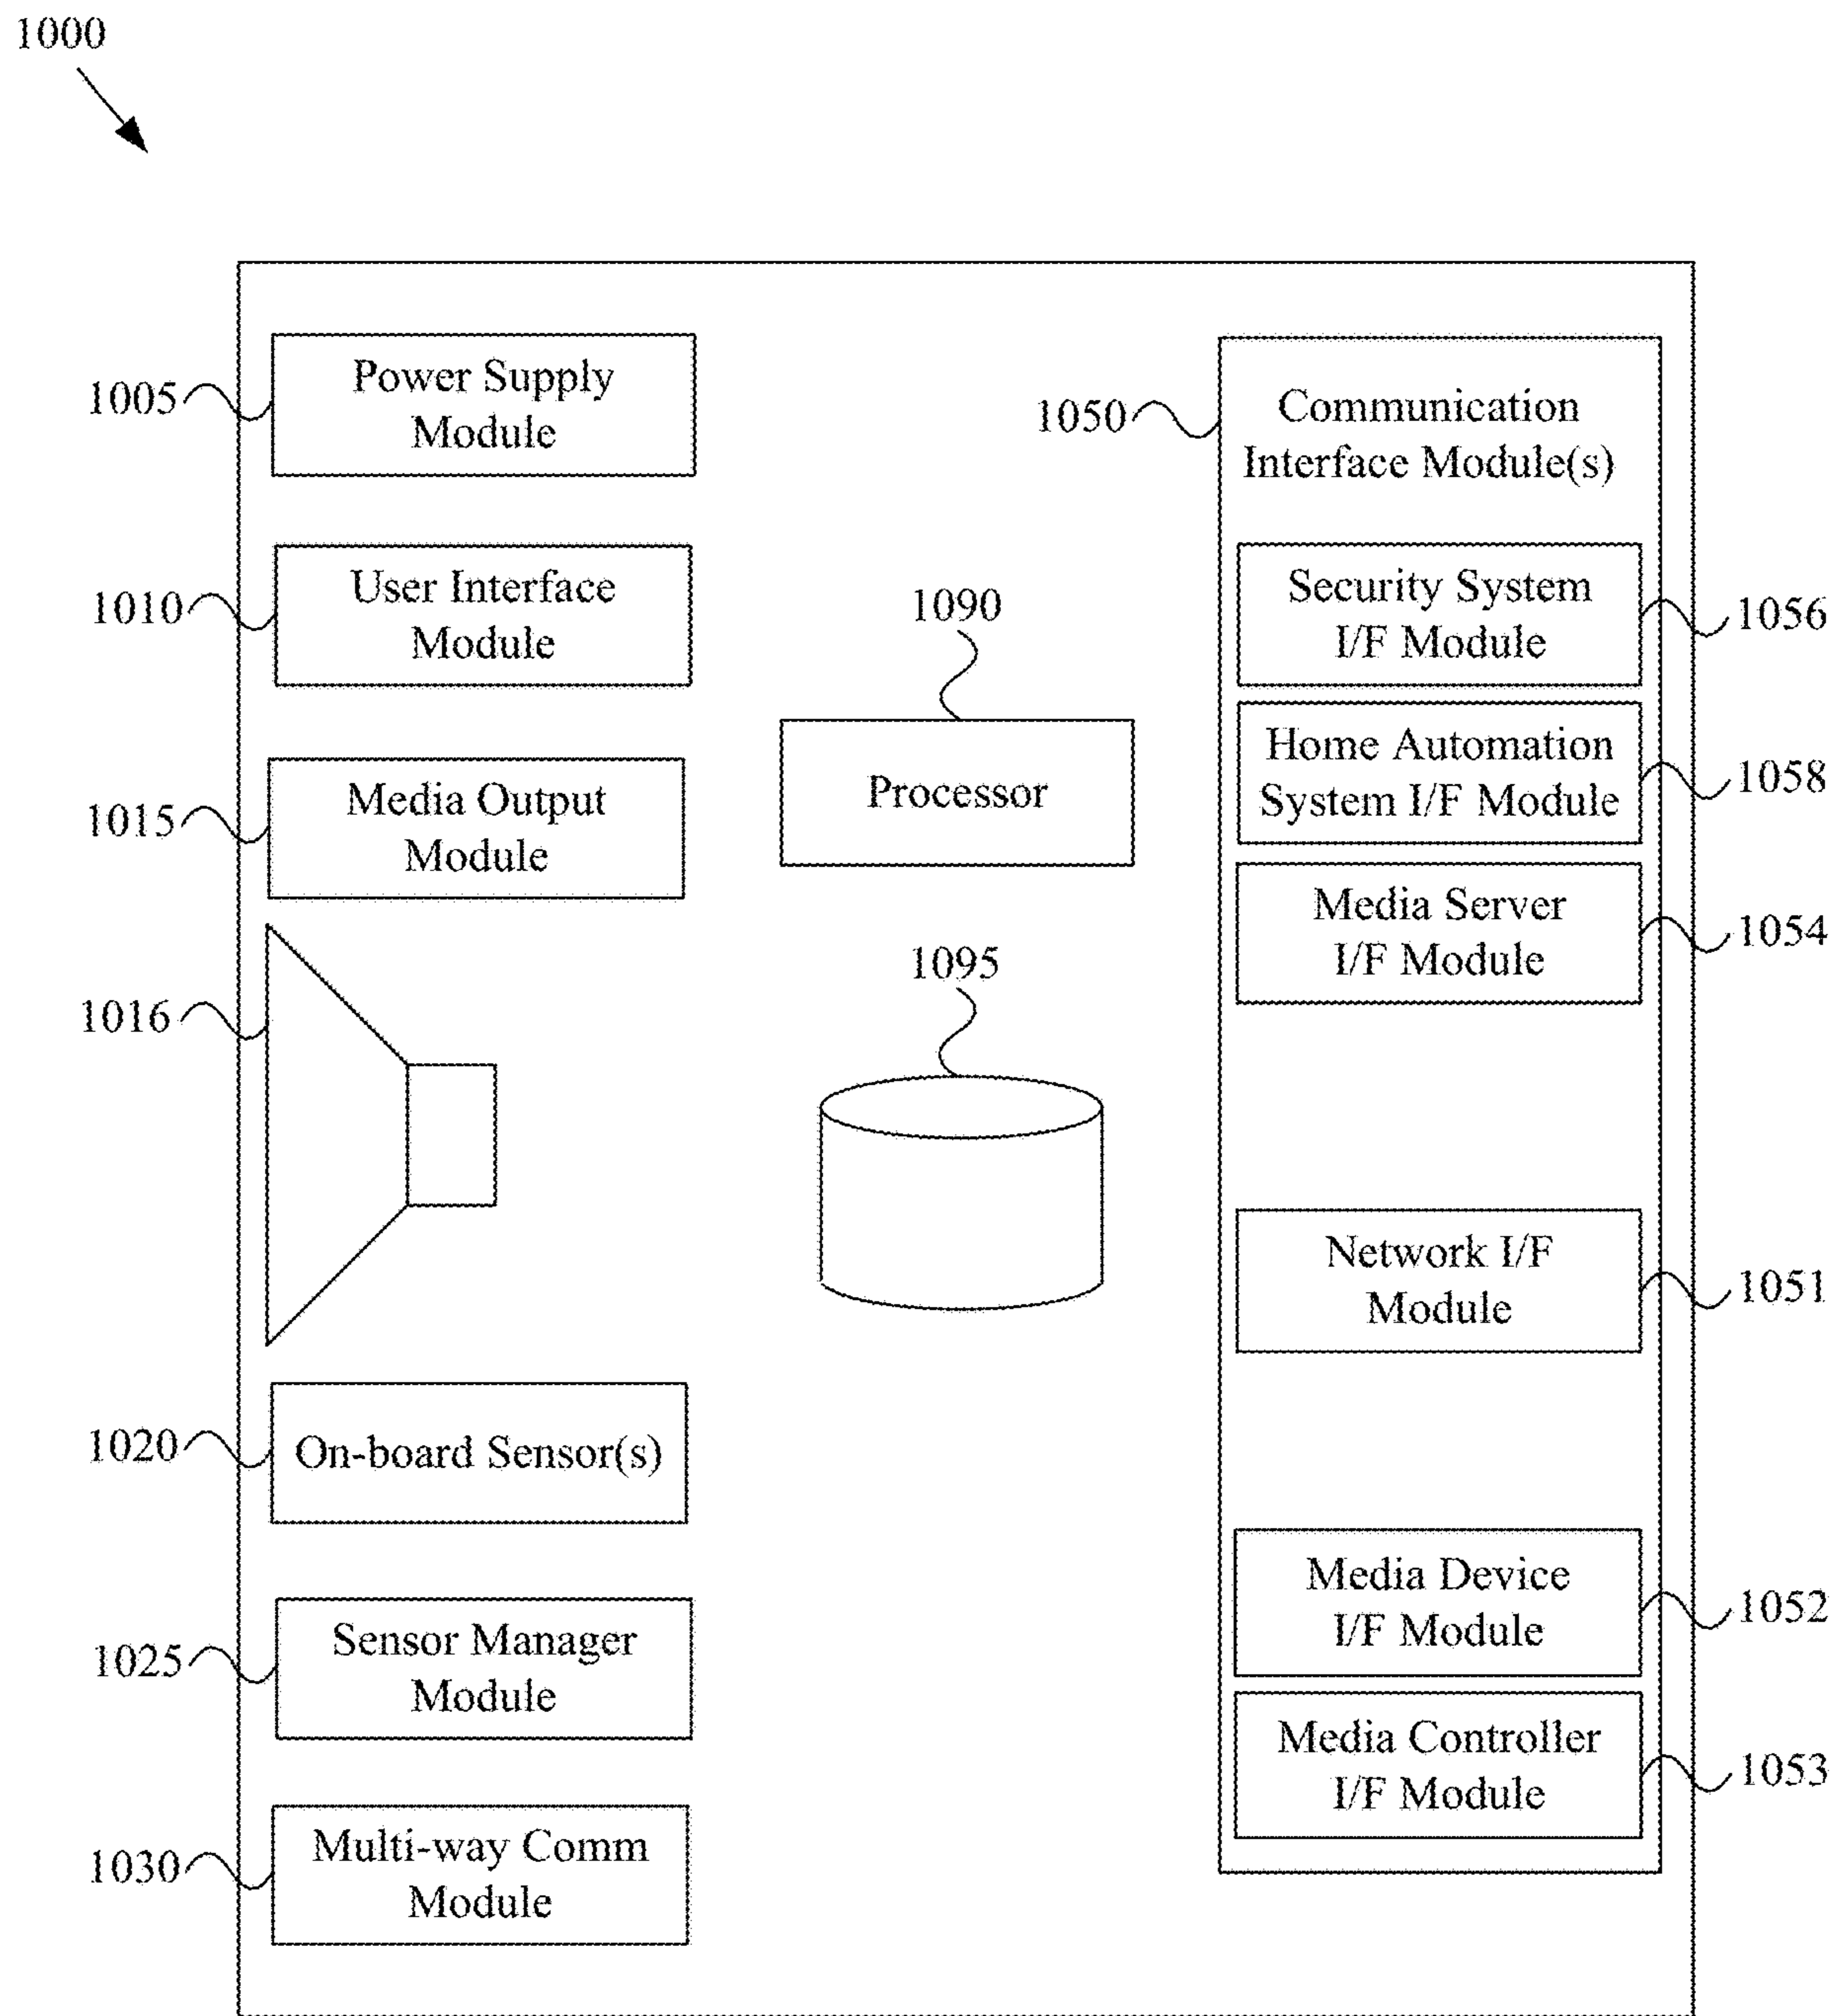 1000
1005
Power Supply
Module
1010
User Interface
Module
1015
Media Output
Module
1016
1020
On-board Sensor(s)
1025
Sensor Manager
Module
1030
Multi-way Comm
Module
1090
Processor
1095
1050
Communication
Interface Module(s)
Security System
I/F Module
1056
Home Automation
System I/F Module
1058
Media Server
I/F Module
1054
Network I/F
Module
1051
Media Device
I/F Module
1052
Media Controller
I/F Module
1053